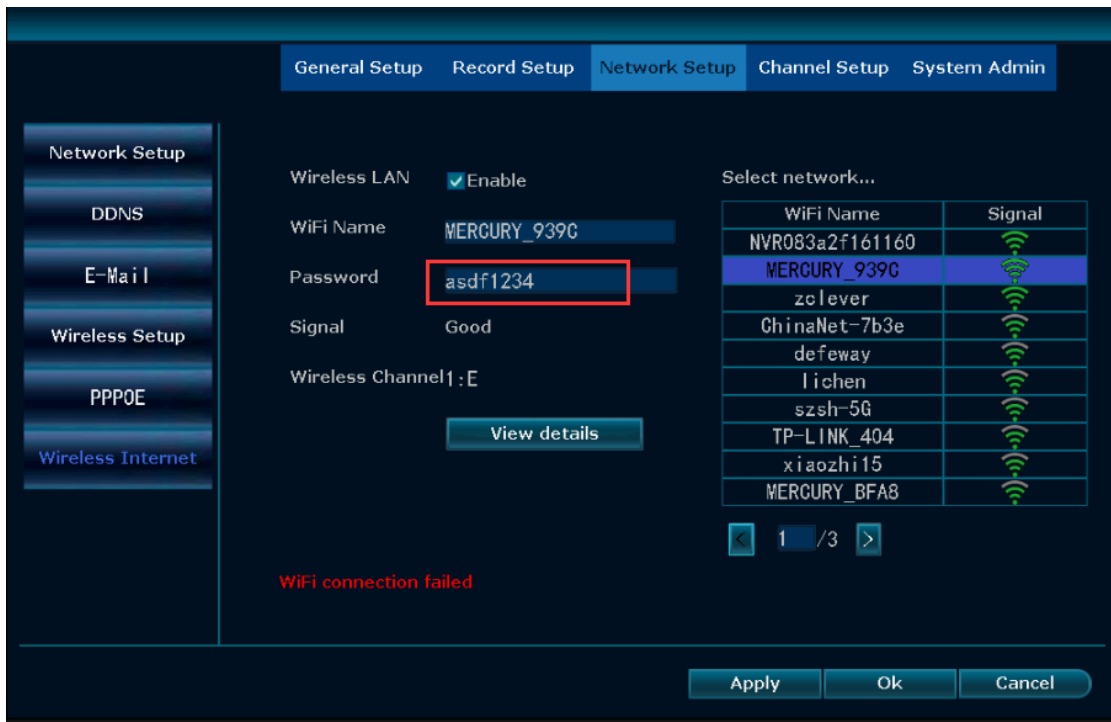 General Setup Record Setup Network Setup Channel Setup System Admin
Network Setup
DDNS
E-Mail
Wireless Setup
PPPOE
Wireless Internet
Wireless LAN Enable
WiFi Name MERCURY_939C
Password asdf1234
Signal Good
Wireless Channel1:E
View details
WiFi connection failed
Select network...
WiFi Name Signal
NVR083a2f161160
MERCURY_939C
zclever
ChinaNet-7b3e
defeway
lichen
szsh-5G
TP-LINK_404
xiaozhi15
MERCURY_BFA8
< 1 /3 >
Apply Ok Cancel